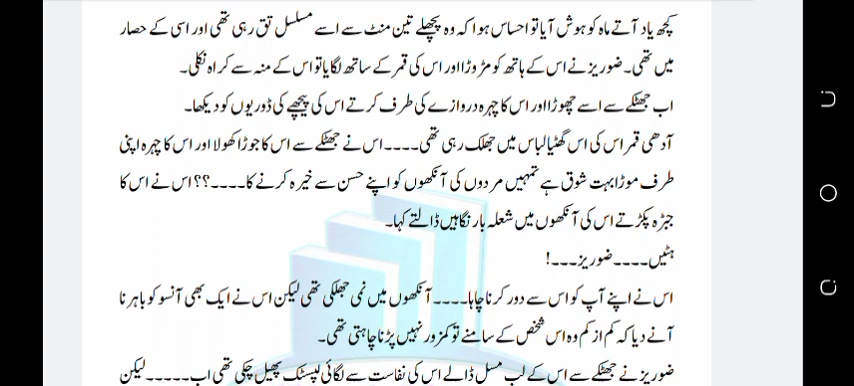 کچھ یاد آتے ماہ کو ہوش آیا تو احساس ہوا کہ وہ پچھلے تین منٹ سے اسے مسلسل تق رہی تھی اور اسی کے حصار
میں تھی۔ ضوریز نے اس کے ہاتھ کو مڑوڑا اور اس کی قمر کے ساتھ لگایا تو اس کے منہ سے کراہ نکلی۔
اب جھٹکے سے اسے چھوڑا اور اس کا چہرہ دروازے کی طرف کرتے اس کی پیچھے کی ڈوریوں کو دیکھا۔
آدھی قمر اس کی اس گھٹیا لباس میں جھلک رہی تھی۔۔۔۔ اس نے جھٹکے سے اس کا جوڑا کھولا اور اس کا چہرہ اپنی
طرف موڑا بہت شوق ہے تمہیں مردوں کی آنکھوں کو اپنے حسن سے خیرہ کرنے کا۔۔۔۔؟؟ اس نے اس کا
جبڑہ پکڑتے اس کی آنکھوں میں شعلہ بار نگاہیں ڈالتے کہا۔
ہٹیں۔۔۔۔ ضوریز۔۔۔!
اس نے اپنے آپ کو اس سے دور کرنا چاہا۔۔۔۔ آنکھوں میں نمی جھلکی تھی لیکن اس نے ایک بھی آنسو کو باہر نا
آنے دیا کہ کم از کم وہ اس شخص کے سامنے تو کمزور نہیں پڑنا چاہتی تھی۔
ضوریز نے جھٹکے سے اس کے لب مسل ڈالے اس کی نفاست سے لگائی لپسٹک پھیل چکی تھی اب۔۔۔۔۔ لیکن